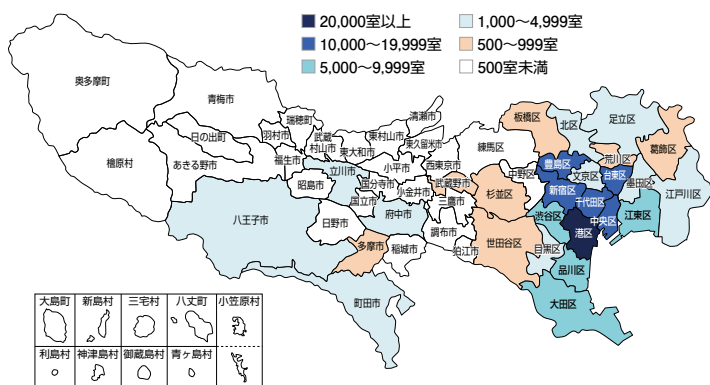 20,000室以上
1,000〜4,999室
10,000〜19,999室
500〜999室
5,000〜9,999室
500室未満
奥多摩町
青梅市
瑞穂町
清瀬市
板橋区
北区
足立区
日の出町
羽村市
武蔵
村山市
東村山市
東久留米市
練馬区
荒川区
葛飾区
檜原村
あきる野市
福生市
東大和市
小平市
西東京市
中野区
豊島区
文京区
台東区
墨田区
立川市
昭島市
国分寺市
小金井市
武蔵野市
杉並区
新宿区
千代田区
江戸川区
八王子市
国立市
府中市
三鷹市
渋谷区
中央区
江東区
日野市
調布市
世田谷区
港区
多摩市
稲城市
狛江市
目黒区
品川区
町田市
大田区
大島町
新島村
三宅村
八丈町
小笠原村
利島村
神津島村
御蔵島村
青ヶ島村